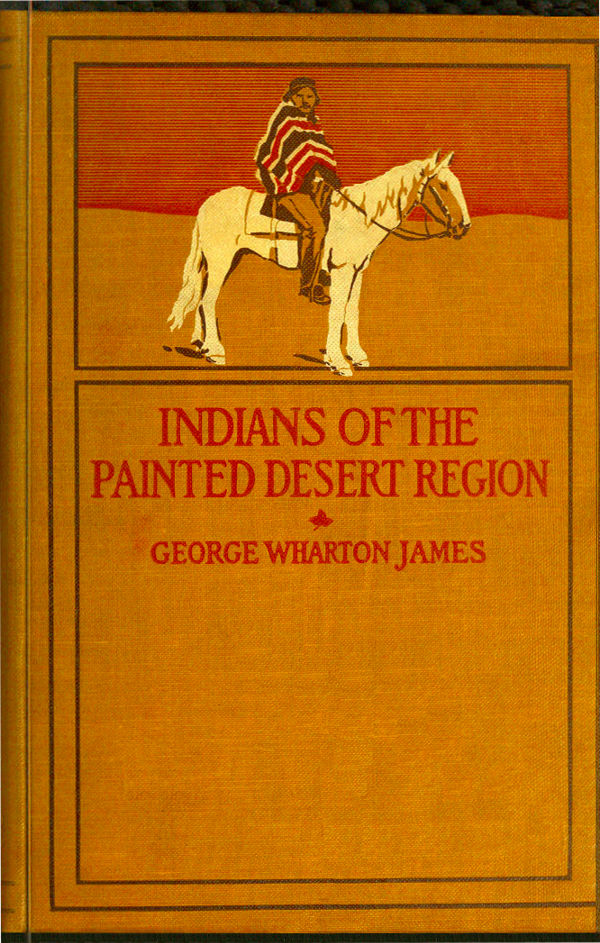 INDIANS OF THE
PAINTED DESERT REGION
GEORGE WHARTON JAMES